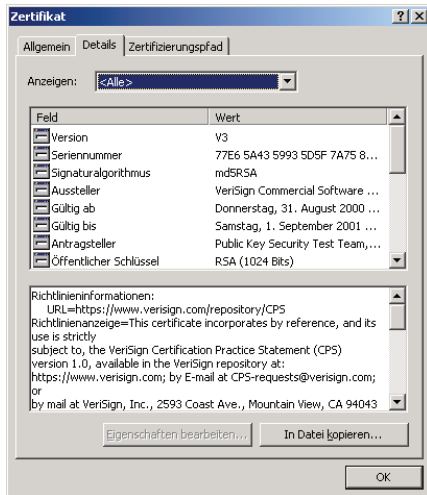 Zertifikat
Allgemein Details Zertifizierungspfad
Anzeigen: <Alle>
Feld Wert
Version V3
Seriennummer 77E6 5A43 5993 5D5F 7A75 8...
Signaturalgorithmus md5RSA
Aussteller VeriSign Commercial Software ...
Gültig ab Donnerstag, 31. August 2000 ...
Gültig bis Samstag, 1. September 2001 ...
Antragsteller Public Key Security Test Team,...
Öffentlicher Schlüssel RSA (1024 Bits)
Richtlinieninformationen:
URL=https://www.verisign.com/repository/CPS
Richtlinienanzeige=This certificate incorporates by reference, and its
use is strictly
subject to, the VeriSign Certification Practice Statement (CPS)
version 1.0, available in the VeriSign repository at:
https://www.verisign.com; by E-mail at CPS-requests@verisign.com;
or
by mail at VeriSign, Inc., 2593 Coast Ave., Mountain View, CA 94043
Eigenschaften bearbeiten... In Datei kopieren...
OK